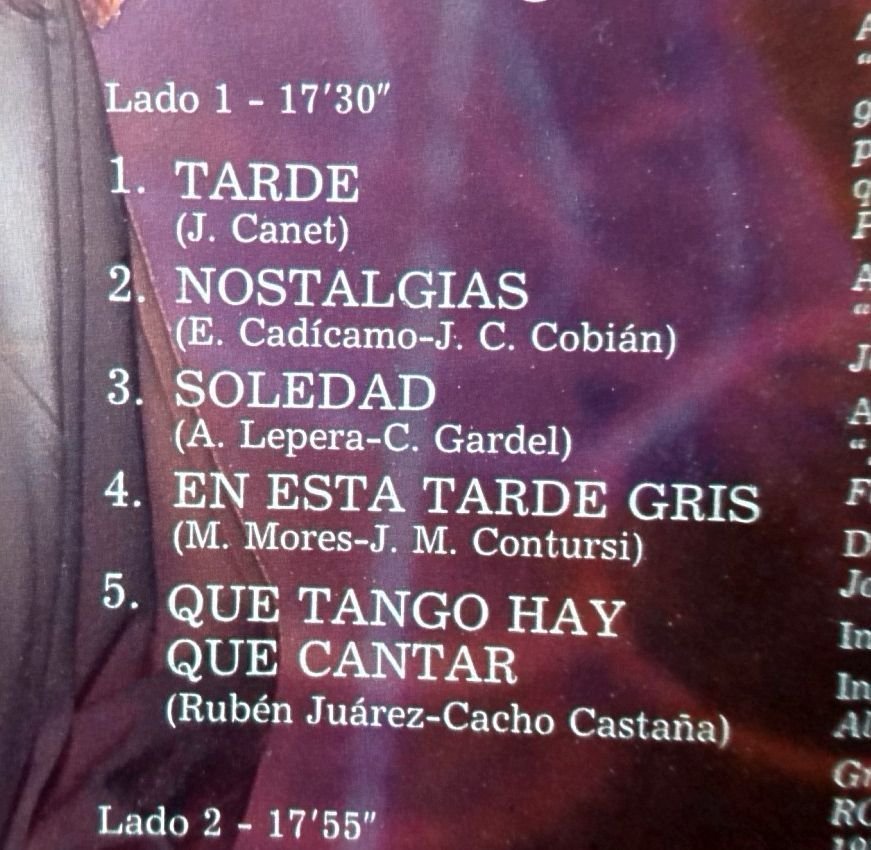 Lado 1 - 17'30"
1. TARDE
(J. Canet)
2. NOSTALGIAS
(E. Cadícamo-J. C. Cobián)
3. SOLEDAD
(A. Lepera-C. Gardel)
4. EN ESTA TARDE GRIS
(M. Mores-J. M. Contursi)
5. QUE TANGO HAY
QUE CANTAR
(Rubén Juárez-Cacho Castaña)
Lado 2 - 17'55"